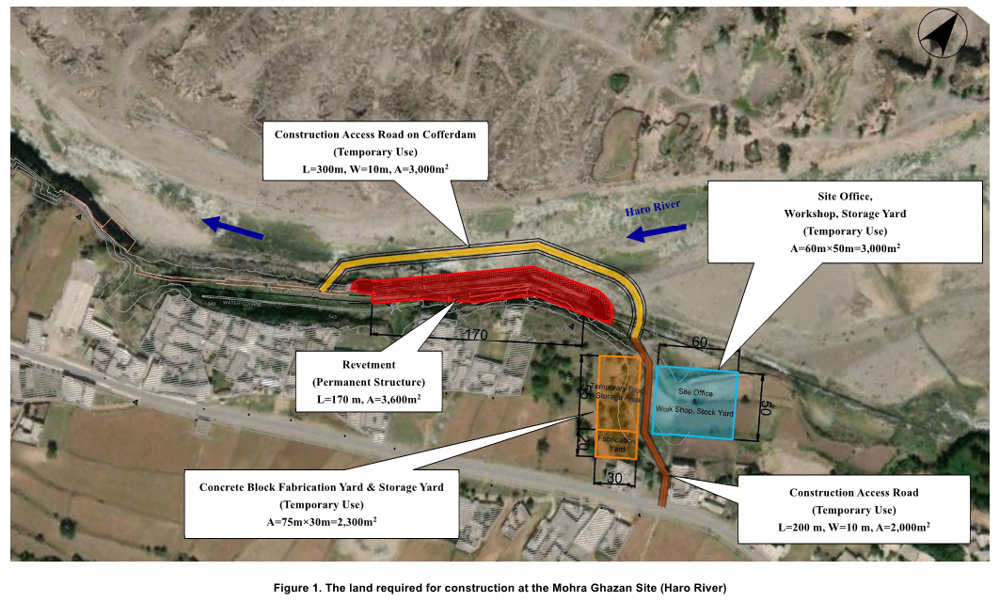 Construction Access Road on Cofferdam
(Temporary Use)
L=300m, W=10m, A=3,000m²
Haro River
Site Office,
Workshop, Storage Yard
(Temporary Use)
A=60m×50m=3,000m²
WATER COURSE
170
60
Revetment
(Permanent Structure)
L=170 m, A=3,600m²
Storage Area
Site Office
&
Work Shop, Stock Yard
50
Fabrication
Yard
20
30
Concrete Block Fabrication Yard & Storage Yard
(Temporary Use)
A=75m×30m=2,300m²
Construction Access Road
(Temporary Use)
L=200 m, W=10 m, A=2,000m²
Figure 1. The land required for construction at the Mohra Ghazan Site (Haro River)